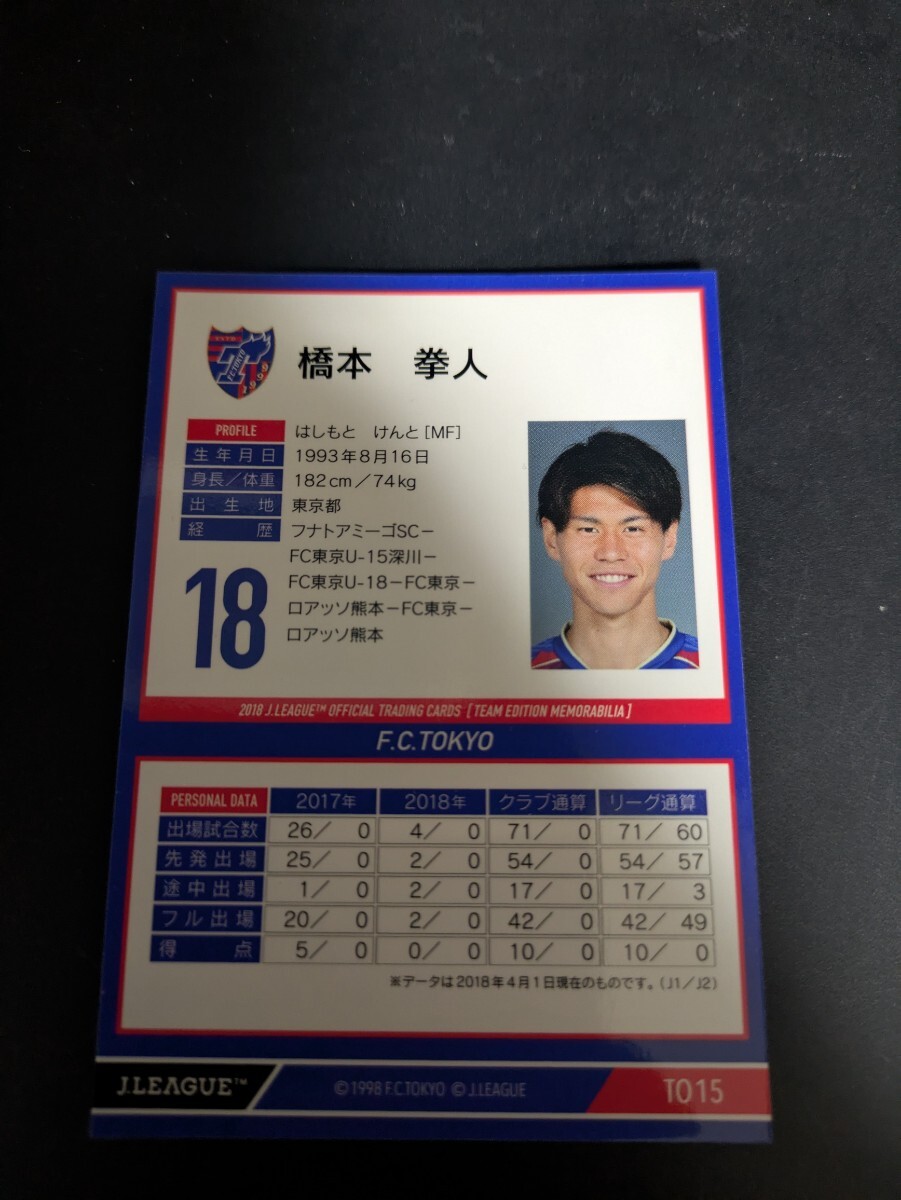 TOKYO
F.C.TOKYO
1999
橋本 拳人
PROFILE はしもと けんと[MF]
生年月日 1993年8月16日
身長/体重 182cm/74kg
出生地 東京都
経歴 フナトアミーゴSC-
FC東京U-15深川-
FC東京U-18-FC東京-
ロアッソ熊本-FC東京-
ロアッソ熊本
18
2018 J.LEAGUE™ OFFICIAL TRADING CARDS [TEAM EDITION MEMORABILIA]
F.C.TOKYO
PERSONAL DATA 2017年 2018年 クラブ通算 リーグ通算
出場試合数 26/ 0 4/ 0 71/ 0 71/ 60
先発出場 25/ 0 2/ 0 54/ 0 54/ 57
途中出場 1/ 0 2/ 0 17/ 0 17/ 3
フル出場 20/ 0 2/ 0 42/ 0 42/ 49
得点 5/ 0 0/ 0 10/ 0 10/ 0
※データは2018年4月1日現在のものです。(J1/J2)
J.LEAGUE™ ©1998 F.C.TOKYO © J.LEAGUE TO15